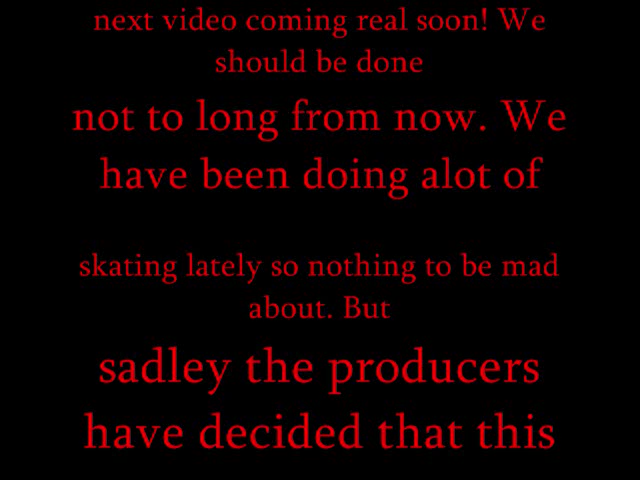 next video coming real soon! We
should be done
not to long from now. We
have been doing alot of
skating lately so nothing to be mad
about. But
sadley the producers
have decided that this